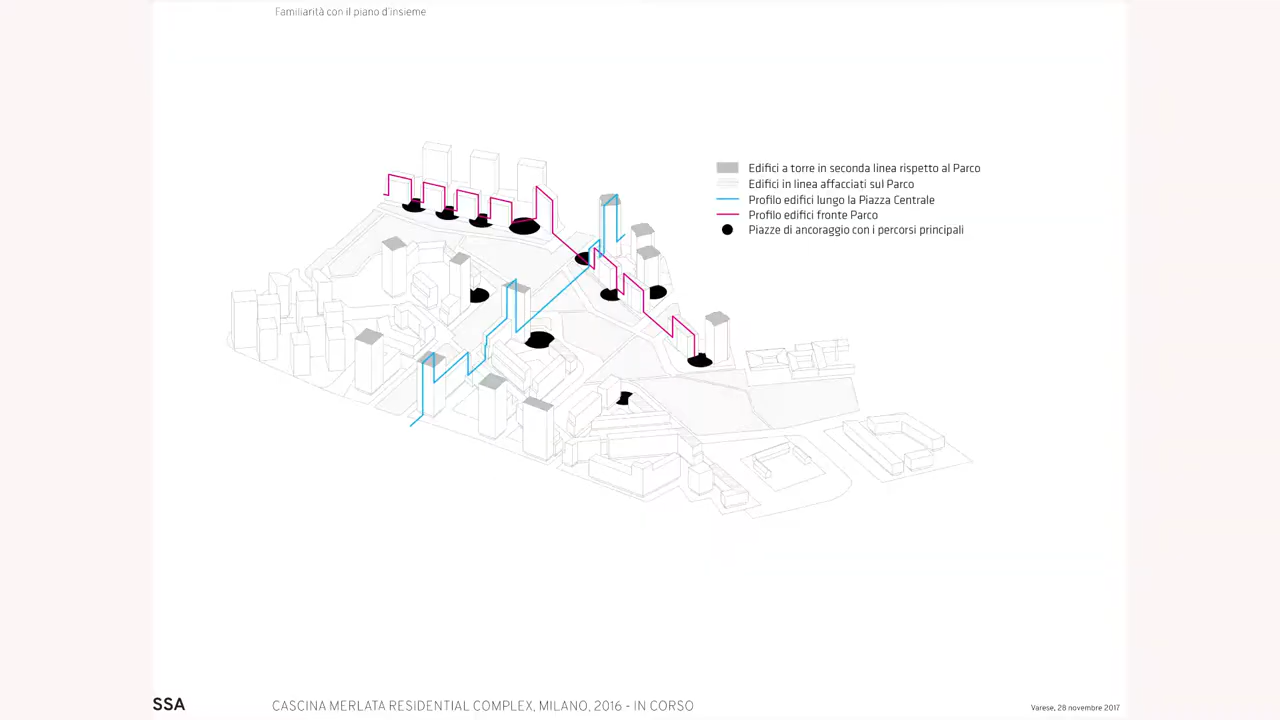 Familiarità con il piano d'insieme
Edifici a torre in seconda linea rispetto al Parco
Edifici in linea affacciati sul Parco
Profilo edifici lungo la Piazza Centrale
Profilo edifici fronte Parco
Piazze di ancoraggio con i percorsi principali
SSA
CASCINA MERLATA RESIDENTIAL COMPLEX, MILANO, 2016 - IN CORSO
Varese, 28 novembre 2017